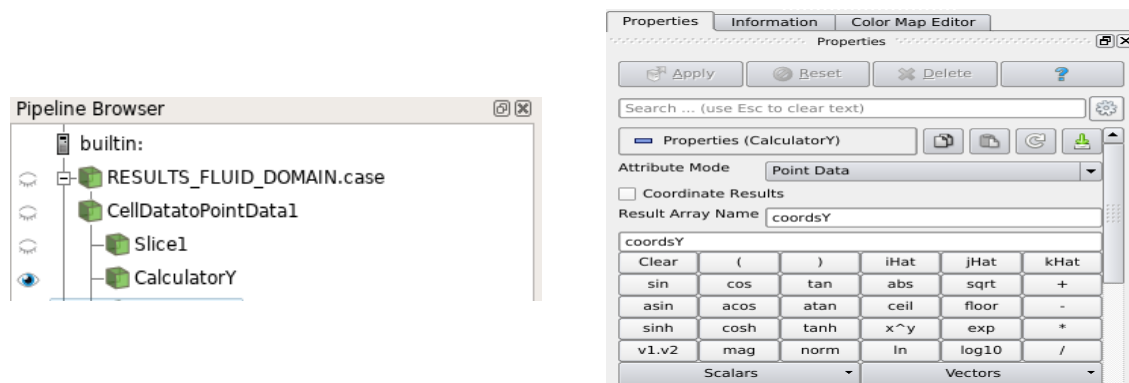 Pipeline Browser
builtin:
RESULTS_FLUID_DOMAIN.case
CellDatatoPointData1
Slice1
CalculatorY
Properties Information Color Map Editor
Properties
Apply Reset Delete ?
Search ... (use Esc to clear text)
Properties (CalculatorY)
Attribute Mode Point Data
Coordinate Results
Result Array Name coordsY
coordsY
Clear ( ) iHat jHat kHat
sin cos tan abs sqrt +
asin acos atan ceil floor -
sinh cosh tanh x^y exp *
v1.v2 mag norm ln log10 /
Scalars Vectors